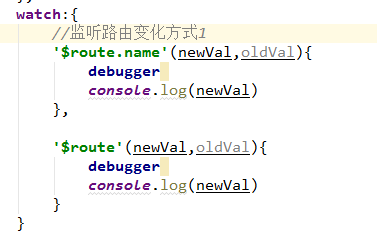 watch:{
//监听路由变化方式1
'$route.name'(newVal,oldVal){
debugger
console.log(newVal)
},
'$route'(newVal,oldVal){
debugger
console.log(newVal)
}
}